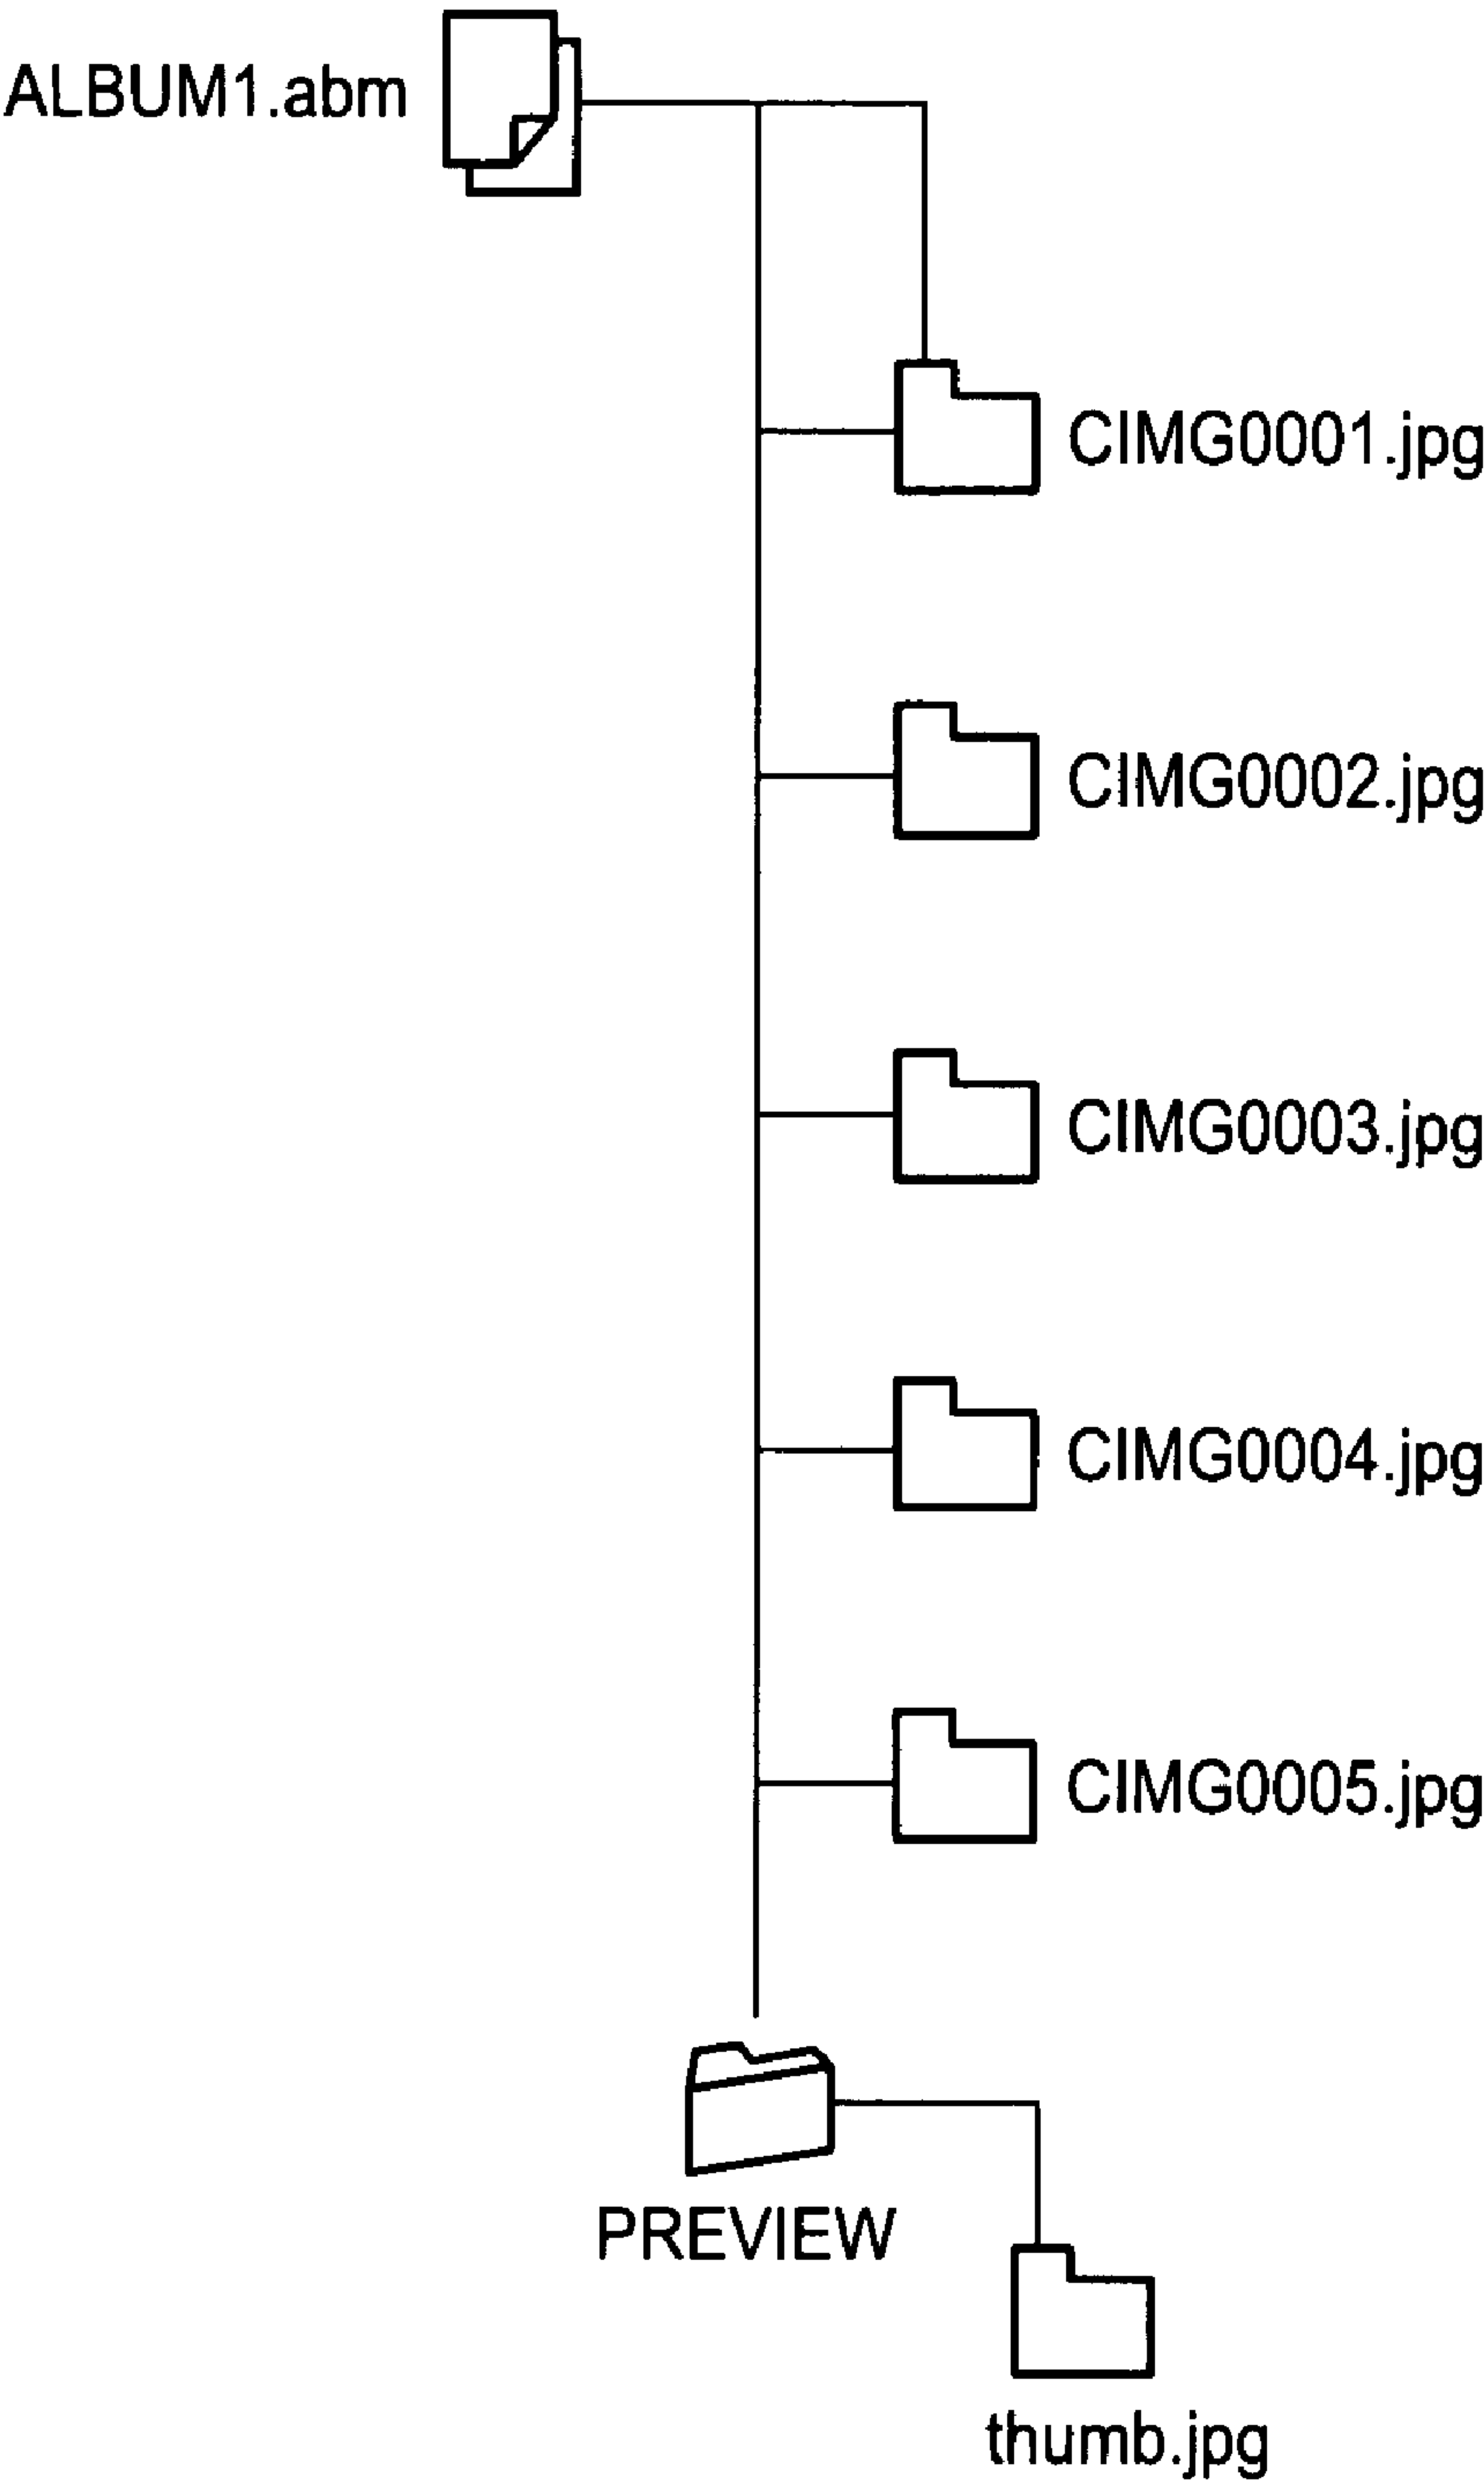 ALBUM1.abm
CIMG0001.jpg
CIMG0002.jpg
CIMG0003.jpg
CIMG0004.jpg
CIMG0005.jpg
PREVIEW
thumb.jpg